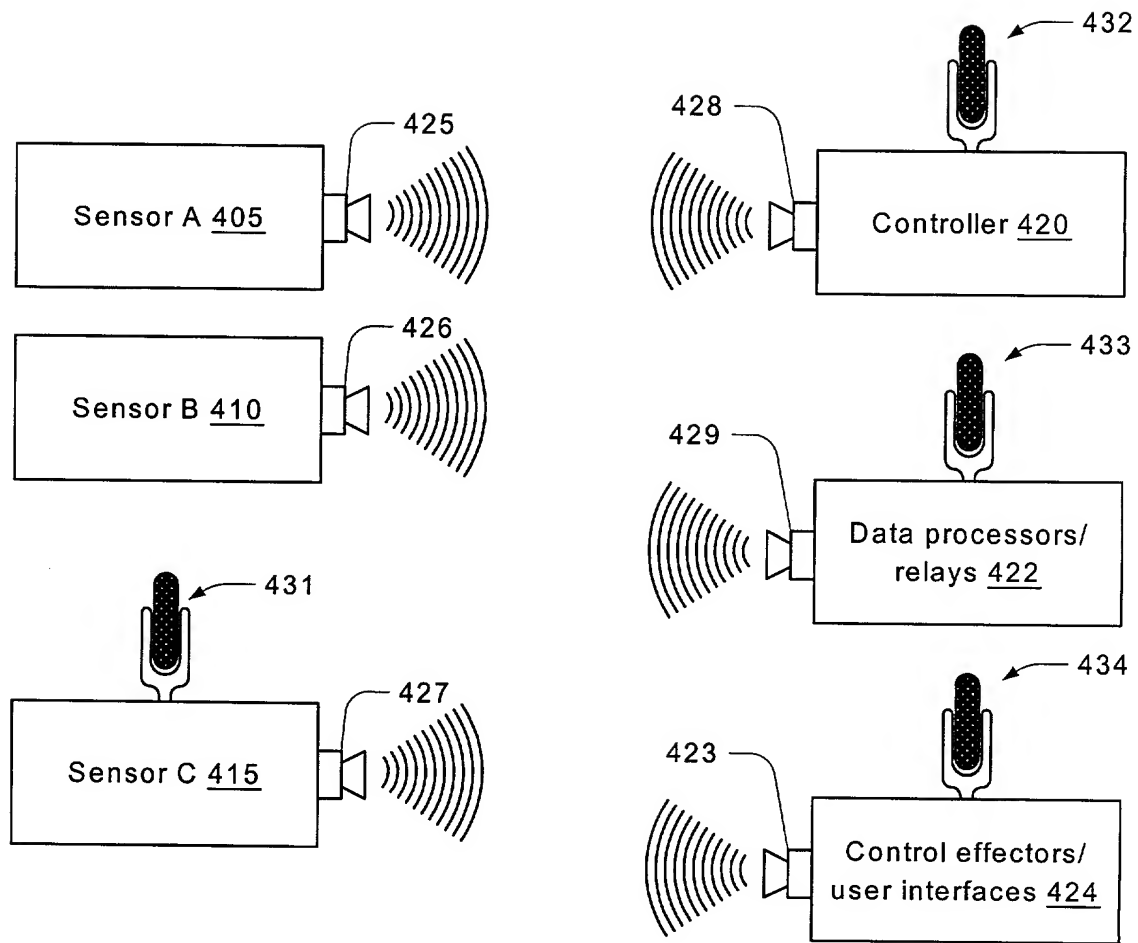 432
425
428
Sensor A 405
Controller 420
426
433
Sensor B 410
429
Data processors/
relays 422
431
434
427
423
Sensor C 415
Control effectors/
user interfaces 424